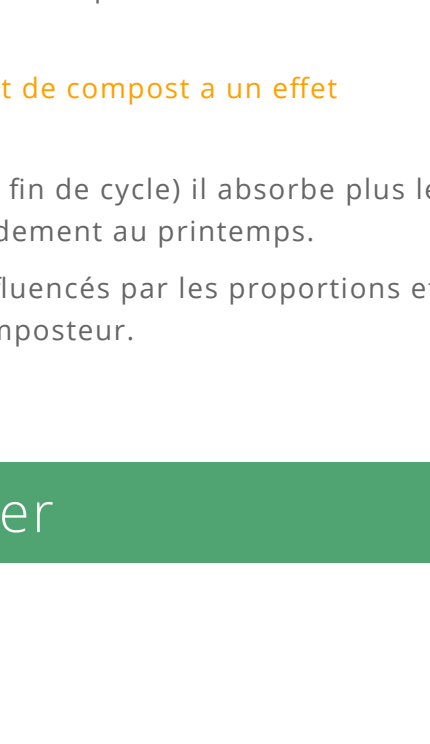 t de compost a un effet
fin de cycle) il absorbe plus le
dement au printemps.
fluencés par les proportions et
mposteur.
er